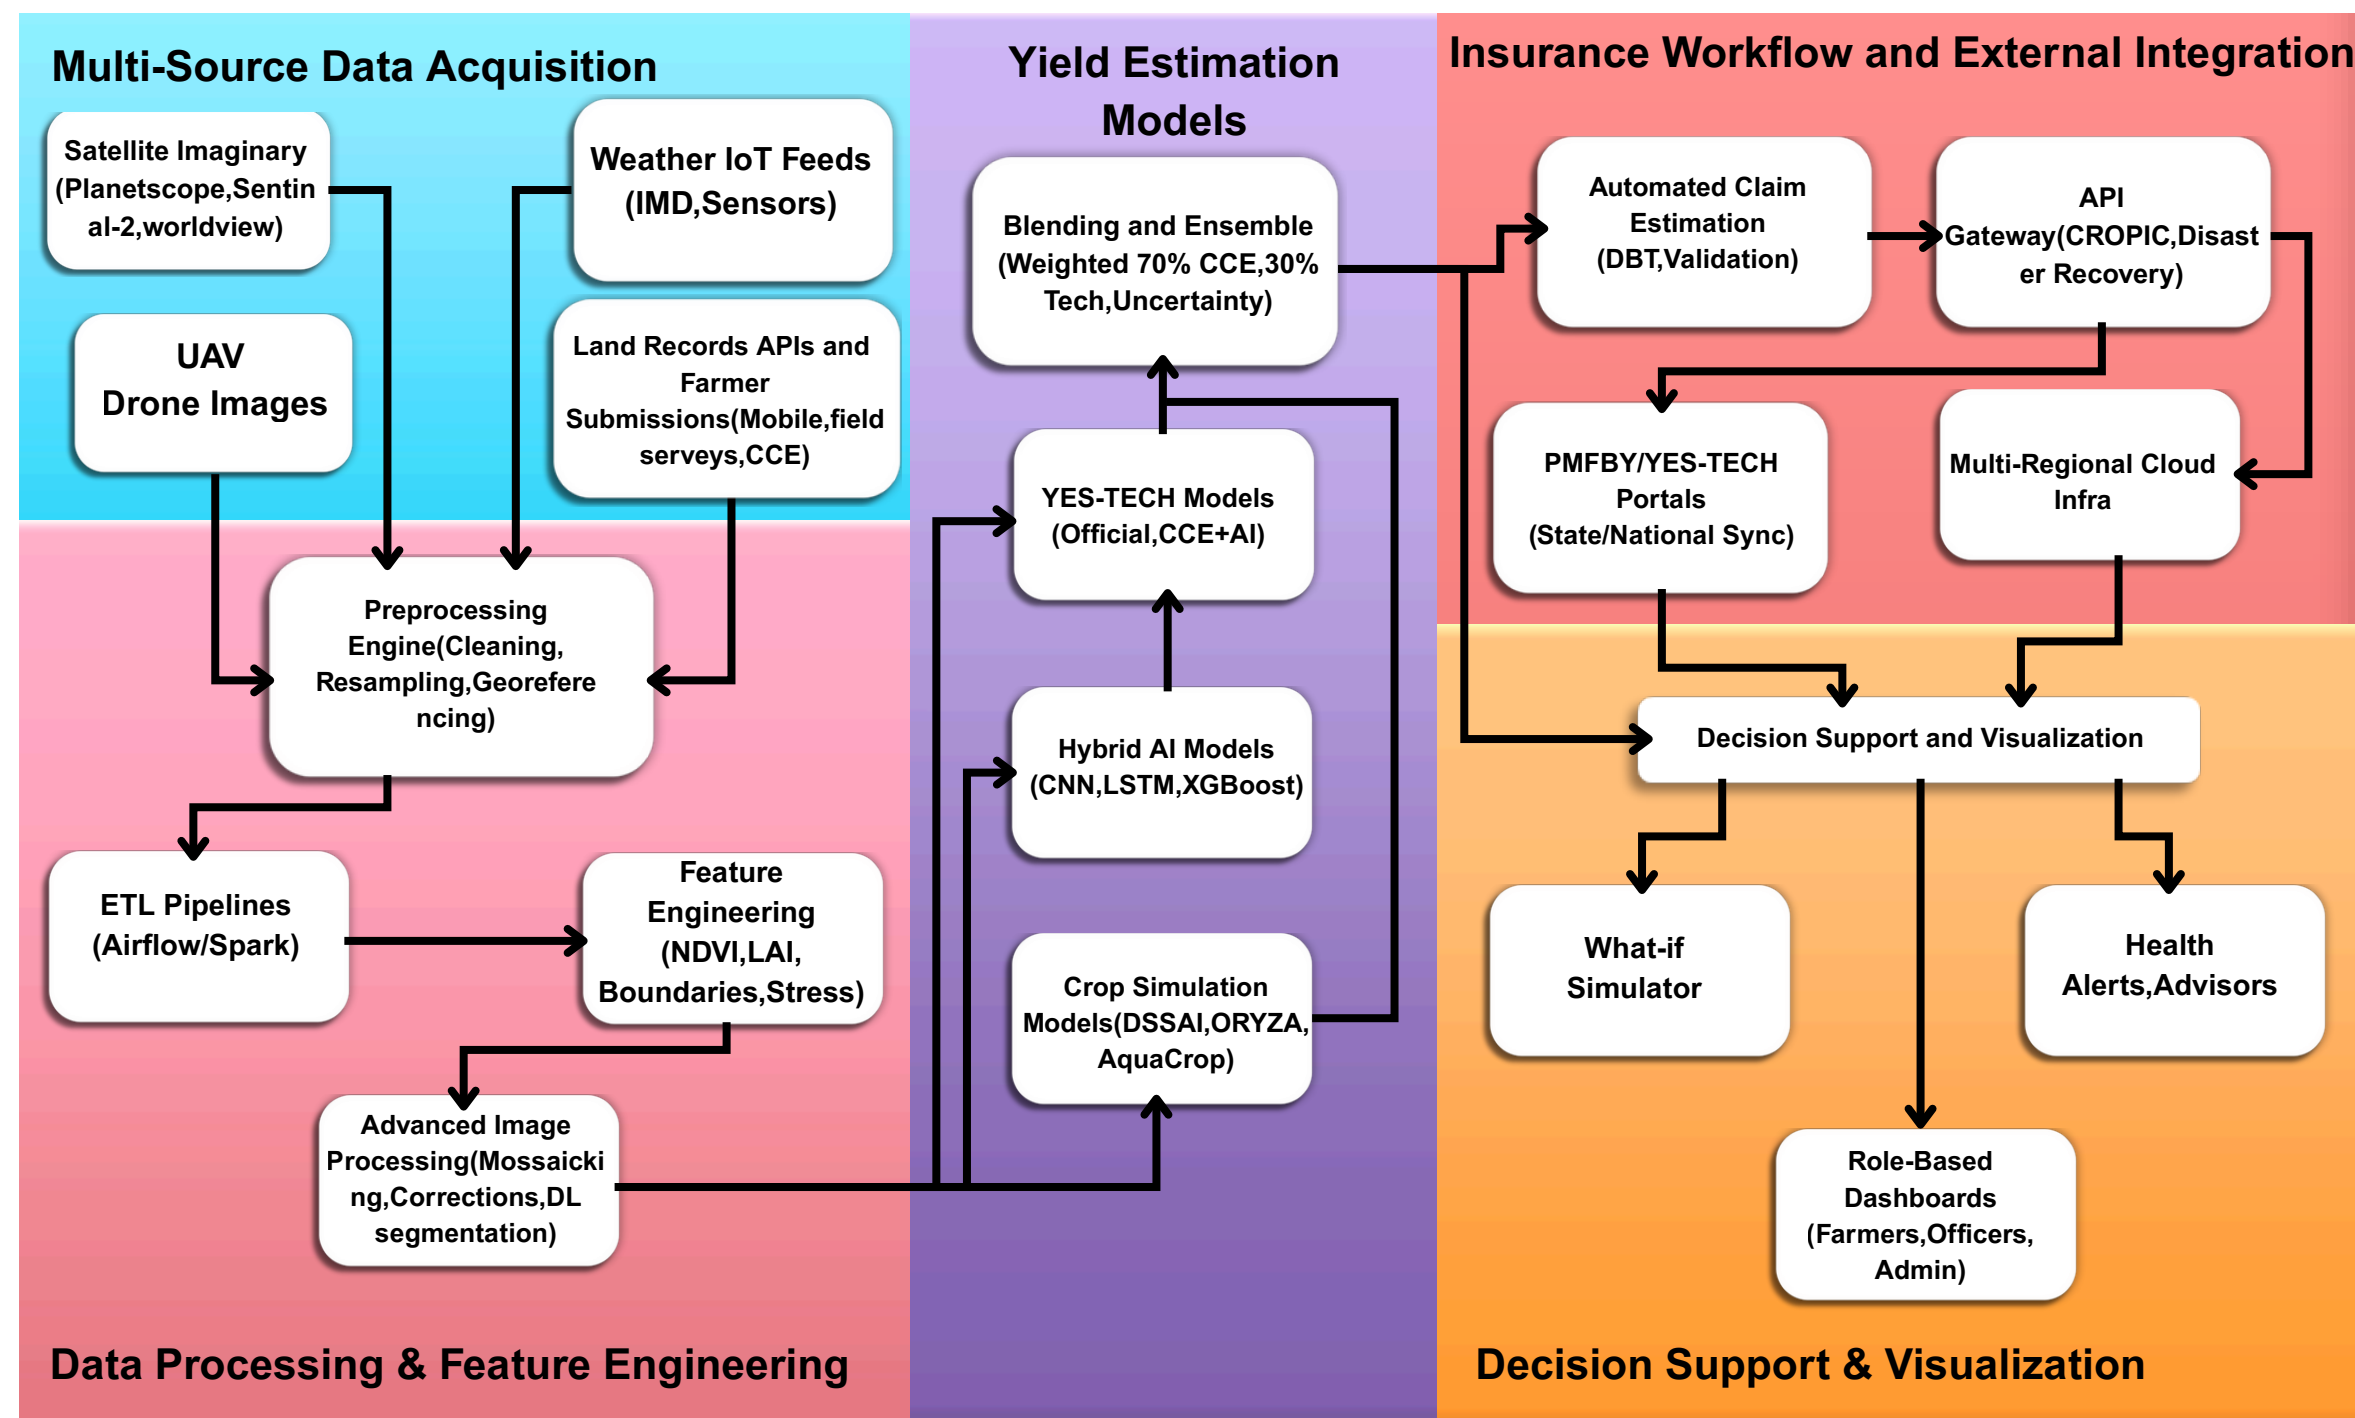 Multi-Source Data Acquisition
Satellite Imaginary
(Planetscope,Sentin
al-2,worldview)
Weather IoT Feeds
(IMD,Sensors)
UAV
Drone Images
Land Records APIs and
Farmer
Submissions(Mobile,field
serveys,CCE)
Preprocessing
Engine(Cleaning,
Resampling,Georefere
ncing)
ETL Pipelines
(Airflow/Spark)
Feature
Engineering
(NDVI,LAI,
Boundaries,Stress)
Advanced Image
Processing(Mossaicki
ng,Corrections,DL
segmentation)
Data Processing & Feature Engineering
Yield Estimation
Models
Blending and Ensemble
(Weighted 70% CCE,30%
Tech,Uncertainty)
YES-TECH Models
(Official,CCE+AI)
Hybrid AI Models
(CNN,LSTM,XGBoost)
Crop Simulation
Models(DSSAI,ORYZA,
AquaCrop)
Insurance Workflow and External Integration
Automated Claim
Estimation
(DBT,Validation)
API
Gateway(CROPIC,Disast
er Recovery)
PMFBY/YES-TECH
Portals
(State/National Sync)
Multi-Regional Cloud
Infra
Decision Support and Visualization
What-if
Simulator
Health
Alerts,Advisors
Role-Based
Dashboards
(Farmers,Officers,
Admin)
Decision Support & Visualization